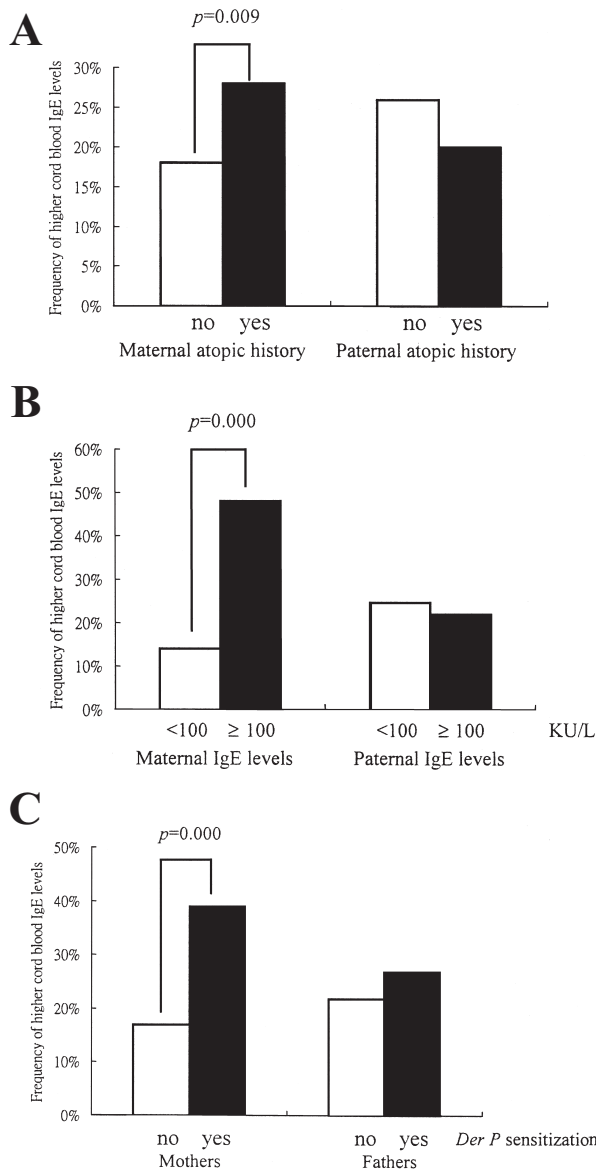 A
p=0.009
Frequency of higher cord blood IgE levels
30%
25%
20%
15%
10%
5%
0%
no yes no yes
Maternal atopic history Paternal atopic history
B
p=0.000
Frequency of higher cord blood IgE levels
60%
50%
40%
30%
20%
10%
0%
<100 ≥ 100 <100 ≥ 100 KU/L
Maternal IgE levels Paternal IgE levels
C
p=0.000
Frequency of higher cord blood IgE levels
50%
40%
30%
20%
10%
0%
no yes no yes Der P sensitization
Mothers Fathers